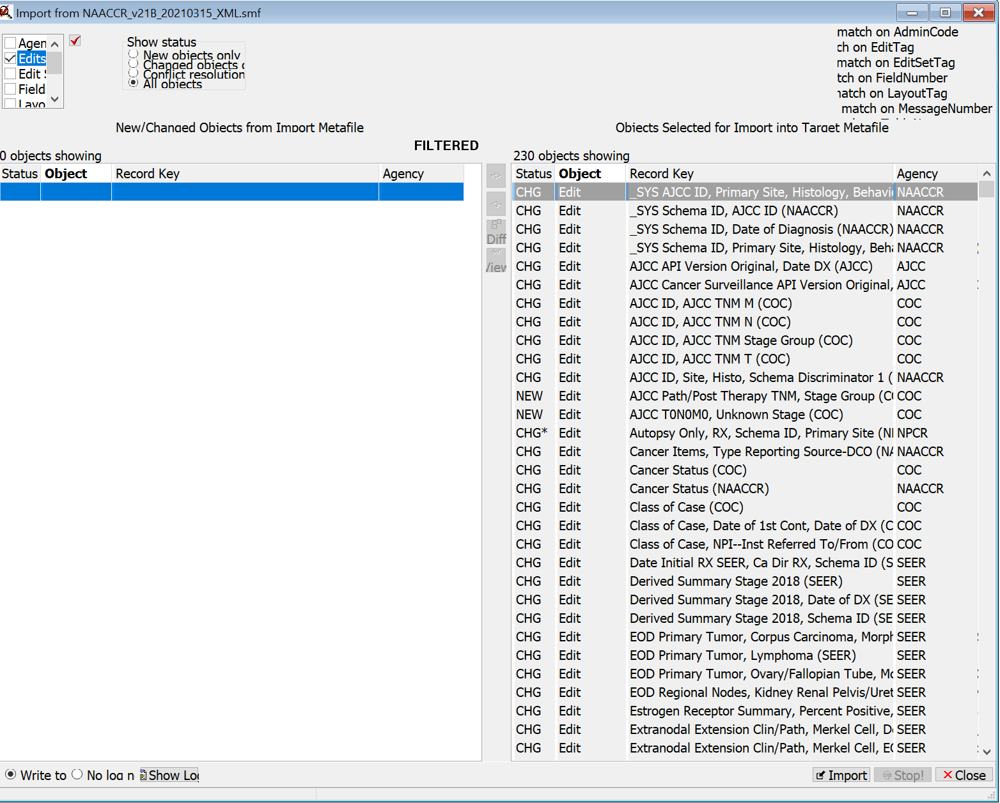 Import from NAACCR_v21B_20210315_XML.smf
Agen
Edits
Edit
Field
Layo
Show status
New objects only
Changed objects
Conflict resolution
All objects
match on AdminCode
ch on EditTag
match on EditSetTag
tch on FieldNumber
atch on LayoutTag
match on MessageNumber
New/Changed Objects from Import Metafile
Objects Selected for Import into Target Metafile
FILTERED
0 objects showing
230 objects showing
Status Object Record Key Agency
Status Object Record Key Agency
Diff
View
CHG Edit _SYS AJCC ID, Primary Site, Histology, Behavi NAACCR
CHG Edit _SYS Schema ID, AJCC ID (NAACCR) NAACCR
CHG Edit _SYS Schema ID, Date of Diagnosis (NAACCR) NAACCR
CHG Edit _SYS Schema ID, Primary Site, Histology, Beha NAACCR
CHG Edit AJCC API Version Original, Date DX (AJCC) AJCC
CHG Edit AJCC Cancer Surveillance API Version Original, AJCC
CHG Edit AJCC ID, AJCC TNM M (COC) COC
CHG Edit AJCC ID, AJCC TNM N (COC) COC
CHG Edit AJCC ID, AJCC TNM Stage Group (COC) COC
CHG Edit AJCC ID, AJCC TNM T (COC) COC
CHG Edit AJCC ID, Site, Histo, Schema Discriminator 1 ( NAACCR
NEW Edit AJCC Path/Post Therapy TNM, Stage Group (C COC
NEW Edit AJCC T0N0M0, Unknown Stage (COC) COC
CHG* Edit Autopsy Only, RX, Schema ID, Primary Site (N NPCR
CHG Edit Cancer Items, Type Reporting Source-DCO (NA NAACCR
CHG Edit Cancer Status (COC) COC
CHG Edit Cancer Status (NAACCR) NAACCR
CHG Edit Class of Case (COC) COC
CHG Edit Class of Case, Date of 1st Cont, Date of DX (C COC
CHG Edit Class of Case, NPI--Inst Referred To/From (CO COC
CHG Edit Date Initial RX SEER, Ca Dir RX, Schema ID (S SEER
CHG Edit Derived Summary Stage 2018 (SEER) SEER
CHG Edit Derived Summary Stage 2018, Date of DX (SE SEER
CHG Edit Derived Summary Stage 2018, Schema ID (SE SEER
CHG Edit EOD Primary Tumor, Corpus Carcinoma, Morph SEER
CHG Edit EOD Primary Tumor, Lymphoma (SEER) SEER
CHG Edit EOD Primary Tumor, Ovary/Fallopian Tube, Mo SEER
CHG Edit EOD Regional Nodes, Kidney Renal Pelvis/Uret SEER
CHG Edit Estrogen Receptor Summary, Percent Positive, SEER
CHG Edit Extranodal Extension Clin/Path, Merkel Cell, D SEER
CHG Edit Extranodal Extension Clin/Path, Merkel Cell, EO SEER
Write to No log n Show Log Import Stop! Close